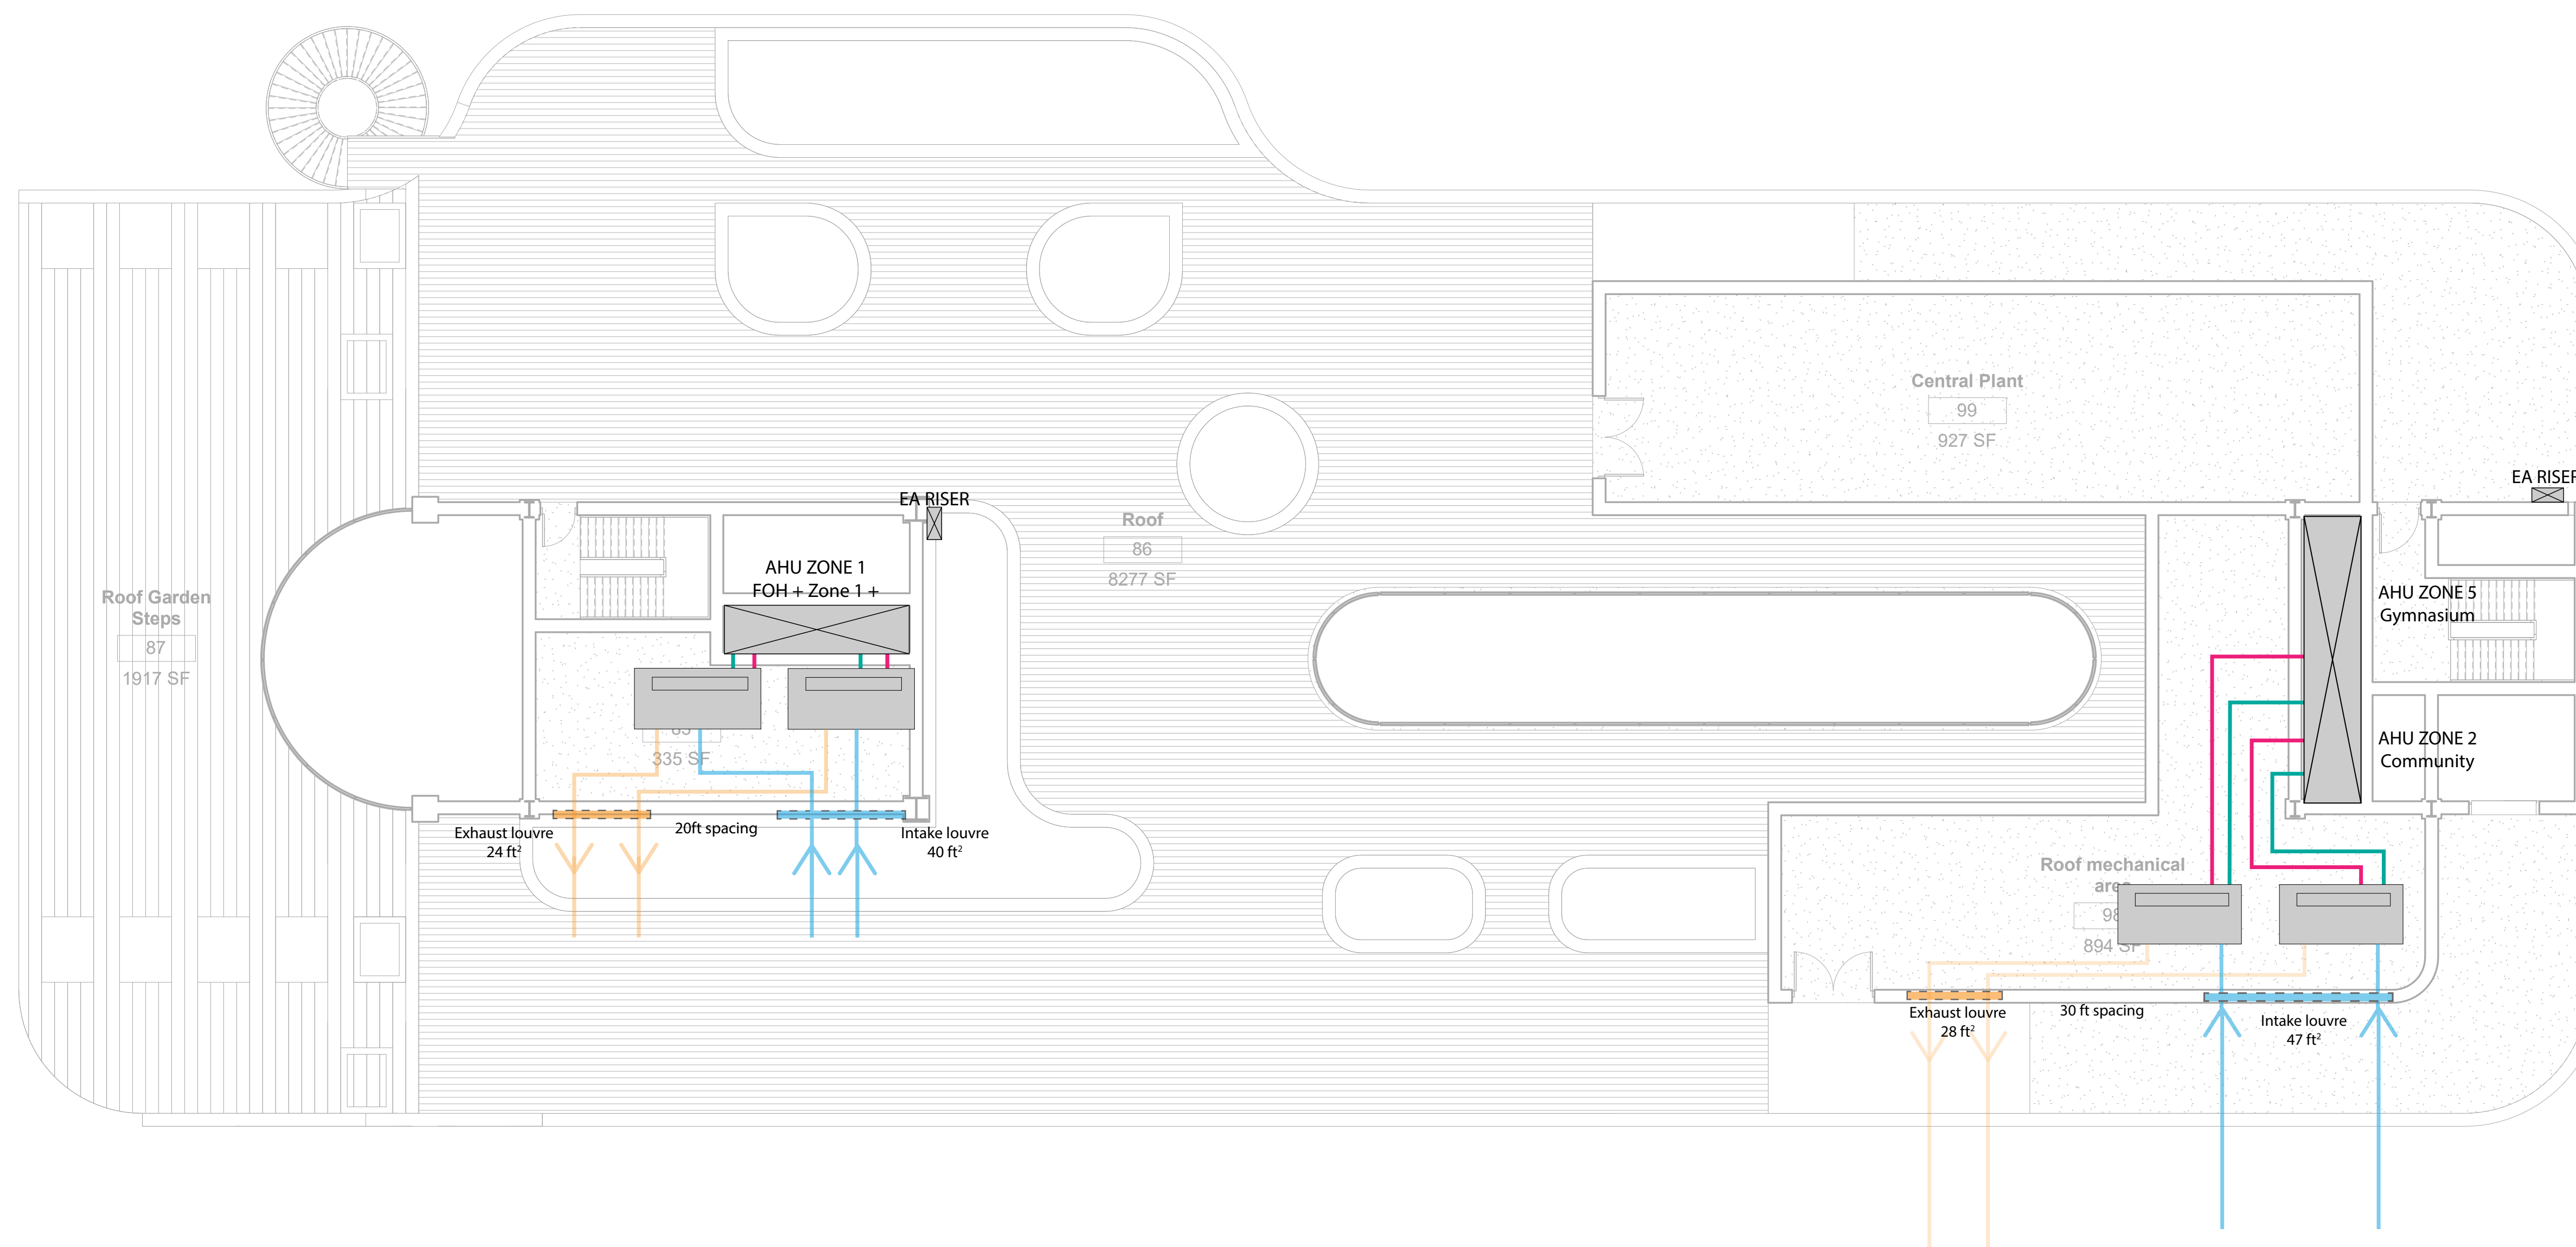 Central Plant
99
927 SF
EA RISER
EA RISER
Roof
86
8277 SF
AHU ZONE 1
FOH + Zone 1 +
Roof Garden
Steps
87
1917 SF
AHU ZONE 5
Gymnasium
335 SF
AHU ZONE 2
Community
Exhaust louvre
24 ft²
20ft spacing
Intake louvre
40 ft²
Roof mechanical
area
98
894 SF
Exhaust louvre
28 ft²
30 ft spacing
Intake louvre
47 ft²